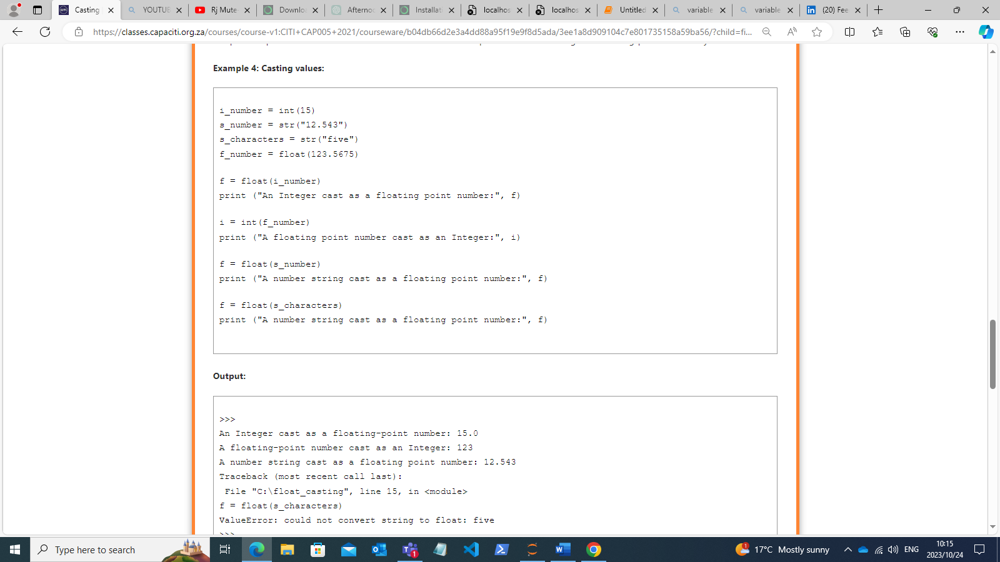 Casting
YOUTUB
Rj Mute
Downlo
Afternoo
Installat
localhos
localhos
Untitled
variable
variable
(20) Fee
https://classes.capaciti.org.za/courses/course-v1:CITI+CAP005+2021/courseware/b04db66d2e3a4dd88a95f19e9f8d5ada/3ee1a8d909104c7e801735158a59ba56/?child=fi...
Example 4: Casting values:
i_number = int(15)
s_number = str("12.543")
s_characters = str("five")
f_number = float(123.5675)
f = float(i_number)
print ("An Integer cast as a floating point number:", f)
i = int(f_number)
print ("A floating point number cast as an Integer:", i)
f = float(s_number)
print ("A number string cast as a floating point number:", f)
f = float(s_characters)
print ("A number string cast as a floating point number:", f)
Output:
>>>
An Integer cast as a floating-point number: 15.0
A floating-point number cast as an Integer: 123
A number string cast as a floating point number: 12.543
Traceback (most recent call last):
File "C:\float_casting", line 15, in <module>
f = float(s_characters)
ValueError: could not convert string to float: five
>>>
Type here to search
17°C Mostly sunny
ENG
10:15
2023/10/24